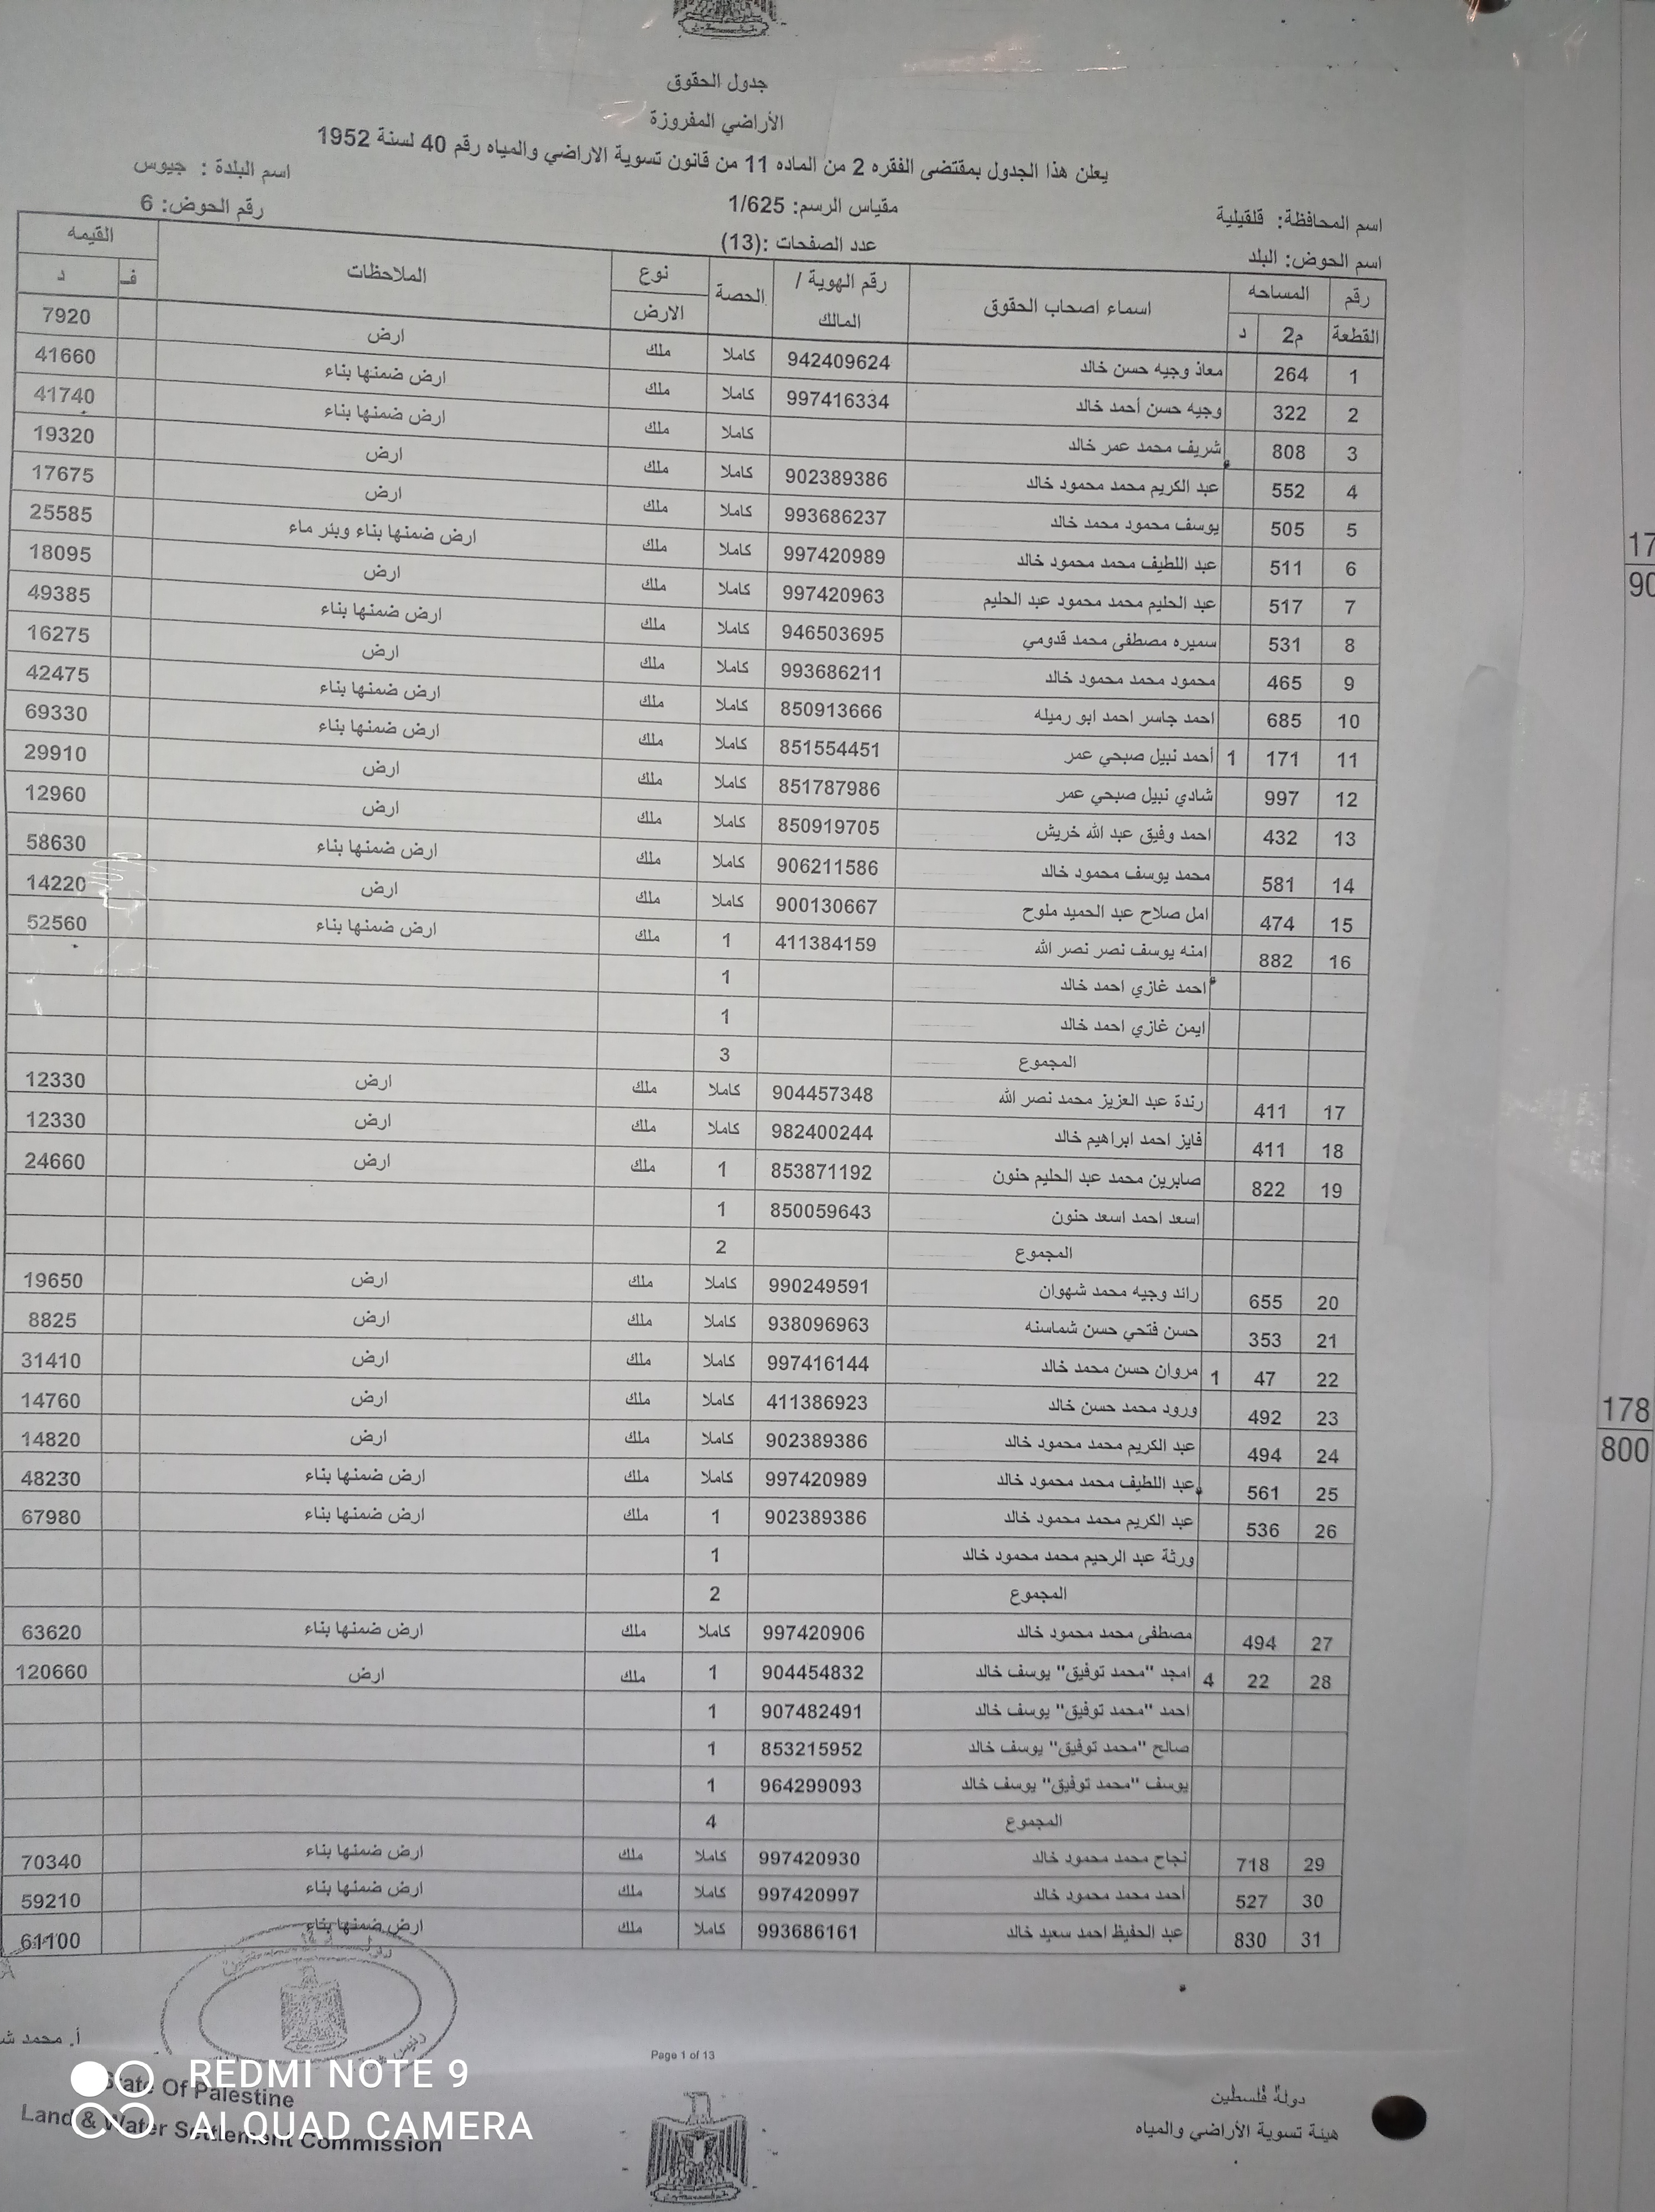 جدول الحقوق
الأراضي المفروزة
يعلن هذا الجدول بمقتضى الفقره 2 من الماده 11 من قانون تسوية الاراضي والمياه رقم 40 لسنة 1952
اسم المحافظة: قلقيلية مقياس الرسم: 1/625 اسم البلدة : جيوس
اسم الحوض: البلد عدد الصفحات :(13) رقم الحوض: 6
رقم القطعة المساحه م2 د اسماء اصحاب الحقوق رقم الهوية / المالك الحصة نوع الارض الملاحظات القيمه ف د
1 264 معاذ وجيه حسن خالد 942409624 كاملا ملك ارض 7920
2 322 وجيه حسن أحمد خالد 997416334 كاملا ملك ارض ضمنها بناء 41660
3 808 شريف محمد عمر خالد كاملا ملك ارض ضمنها بناء 41740
4 552 عبد الكريم محمد محمود خالد 902389386 كاملا ملك ارض 19320
5 505 يوسف محمود محمد خالد 993686237 كاملا ملك ارض 17675
6 511 عبد اللطيف محمد محمود خالد 997420989 كاملا ملك ارض ضمنها بناء وبئر ماء 25585
7 517 عبد الحليم محمد محمود عبد الحليم 997420963 كاملا ملك ارض 18095
8 531 سميره مصطفى محمد قدومي 946503695 كاملا ملك ارض ضمنها بناء 49385
9 465 محمود محمد محمود خالد 993686211 كاملا ملك ارض 16275
10 685 احمد جاسر احمد ابو رميله 850913666 كاملا ملك ارض ضمنها بناء 42475
11 171 1 أحمد نبيل صبحي عمر 851554451 كاملا ملك ارض ضمنها بناء 69330
12 997 شادي نبيل صبحي عمر 851787986 كاملا ملك ارض 29910
13 432 احمد وفيق عبد الله خريش 850919705 كاملا ملك ارض 12960
14 581 محمد يوسف محمود خالد 906211586 كاملا ملك ارض ضمنها بناء 58630
15 474 امل صلاح عبد الحميد ملوح 900130667 كاملا ملك ارض 14220
16 882 امنه يوسف نصر نصر الله 411384159 1 ملك ارض ضمنها بناء 52560
احمد غازي احمد خالد 1
ايمن غازي احمد خالد 1
المجموع 3
17 411 رندة عبد العزيز محمد نصر الله 904457348 كاملا ملك ارض 12330
18 411 فايز احمد ابراهيم خالد 982400244 كاملا ملك ارض 12330
19 822 صابرين محمد عبد الحليم حنون 853871192 1 ملك ارض 24660
اسعد احمد اسعد حنون 850059643 1
المجموع 2
20 655 رائد وجيه محمد شهوان 990249591 كاملا ملك ارض 19650
21 353 حسن فتحي حسن شماسنه 938096963 كاملا ملك ارض 8825
22 47 1 مروان حسن محمد خالد 997416144 كاملا ملك ارض 31410
23 492 ورود محمد حسن خالد 411386923 كاملا ملك ارض 14760
24 494 عبد الكريم محمد محمود خالد 902389386 كاملا ملك ارض 14820
25 561 عبد اللطيف محمد محمود خالد 997420989 كاملا ملك ارض ضمنها بناء 48230
26 536 عبد الكريم محمد محمود خالد 902389386 1 ملك ارض ضمنها بناء 67980
ورثة عبد الرحيم محمد محمود خالد 1
المجموع 2
27 494 مصطفى محمد محمود خالد 997420906 كاملا ملك ارض ضمنها بناء 63620
28 22 4 امجد "محمد توفيق" يوسف خالد 904454832 1 ملك ارض 120660
احمد "محمد توفيق" يوسف خالد 907482491 1
صالح "محمد توفيق" يوسف خالد 853215952 1
يوسف "محمد توفيق" يوسف خالد 964299093 1
المجموع 4
29 718 نجاح محمد محمود خالد 997420930 كاملا ملك ارض ضمنها بناء 70340
30 527 أحمد محمد محمود خالد 997420997 كاملا ملك ارض ضمنها بناء 59210
31 830 عبد الحفيظ احمد سعيد خالد 993686161 كاملا ملك ارض ضمنها بناء 61100
أ. محمد
Page 1 of 13
دولة فلسطين
هيئة تسوية الأراضي والمياه
State Of Palestine
Land & Water Settlement Commission
REDMI NOTE 9
AI QUAD CAMERA
17
90
178
800